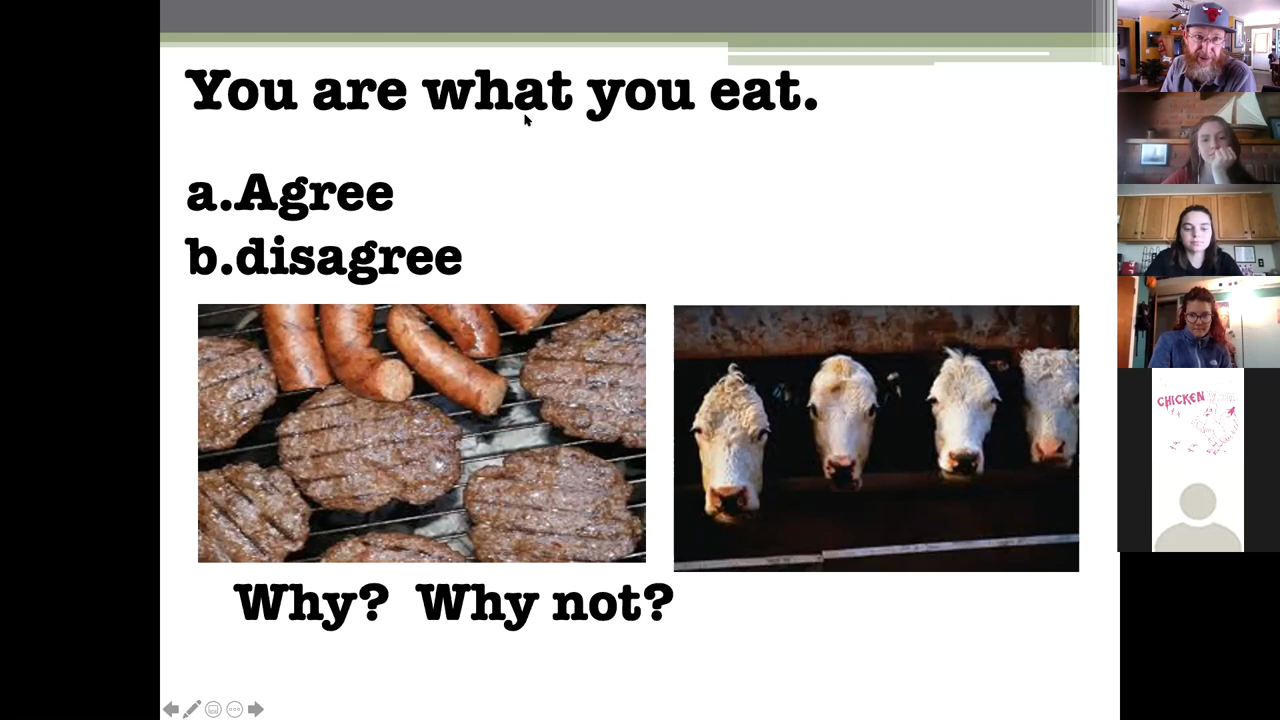 You are what you eat.
a.Agree
b.disagree
Why? Why not?
CHICKEN